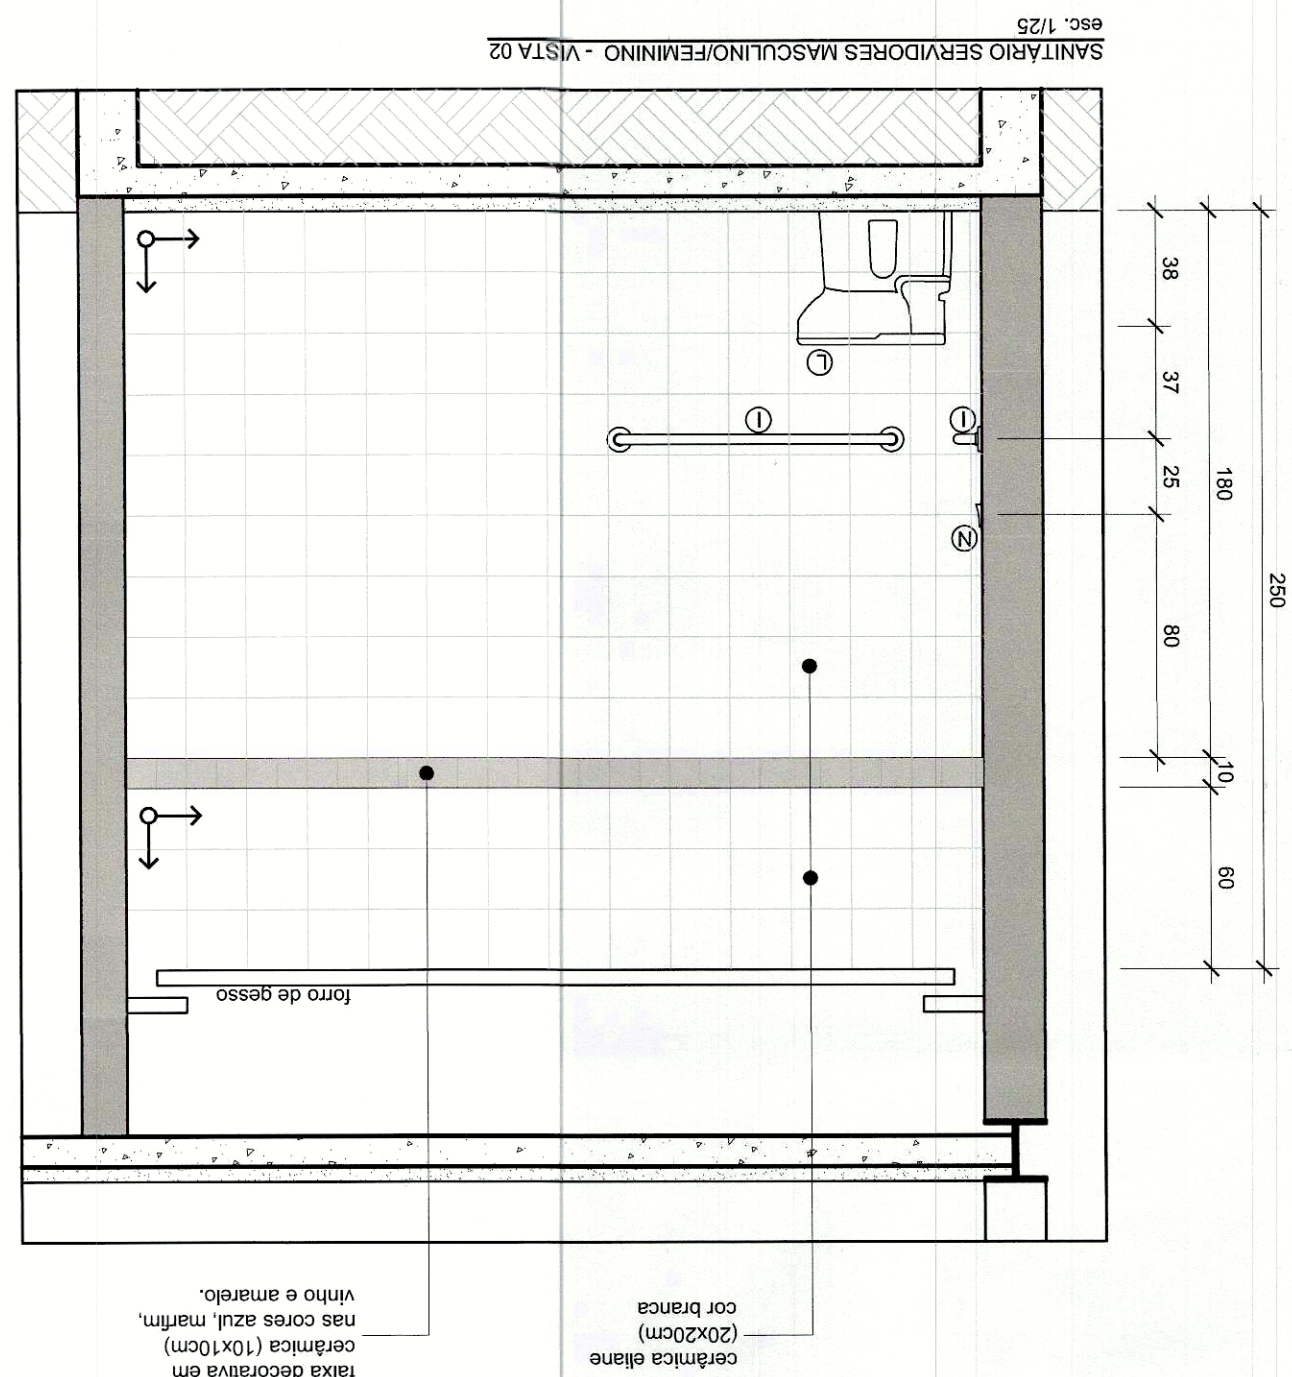 faixa decorativa em
cerâmica (10x10cm)
nas cores azul, marfim,
vinho e amarelo.
cerâmica eliane
(20x20cm)
cor branca
forro de gesso
60
10
250
180
80
25
37
38
N
I
I
L
SANITÁRIO SERVIDORES MASCULINO/FEMININO - VISTA 02
esc. 1/25